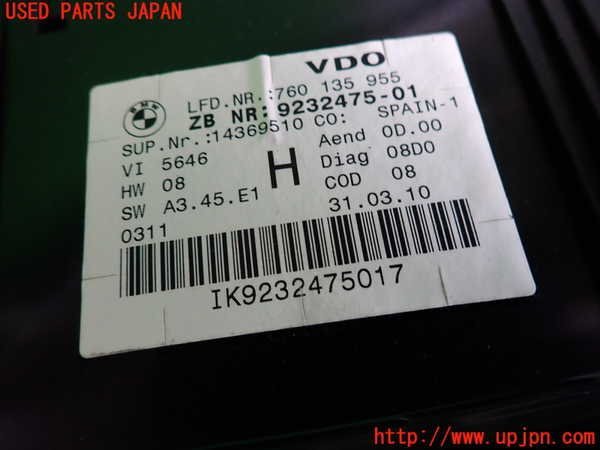 USED PARTS JAPAN
VDO
BMW
LFD.NR.:760 135 955
ZB NR:9232475-01
SUP.Nr.:14369510 CO: SPAIN-1
VI 5646
Aend 0D.00
HW 08
H
Diag 08D0
SW A3.45.E1
COD 08
0311
31.03.10
IK9232475017
http://www.upjpn.com/